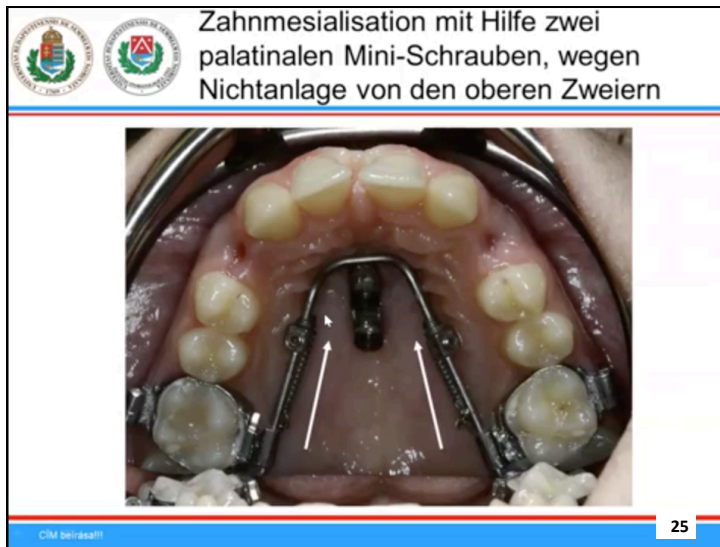 Zahnmesialisation mit Hilfe zwei
palatinalen Mini-Schrauben, wegen
Nichtanlage von den oberen Zweiern
CÍM beírása!!!
25